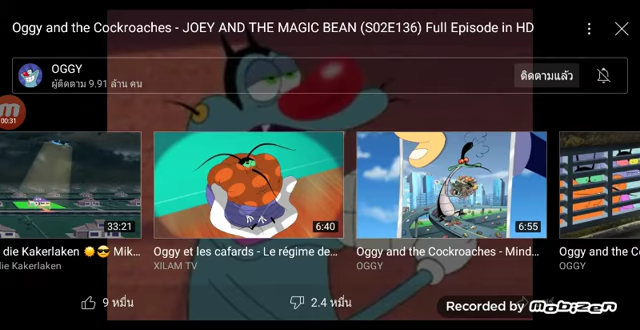 Oggy and the Cockroaches - JOEY AND THE MAGIC BEAN (S02E136) Full Episode in HD
OGGY
ผู้ติดตาม 9.91 ล้าน คน
ติดตามแล้ว
00:31
33:21
6:40
6:55
die Kakerlaken 🌞😎 Mik...
die Kakerlaken
Oggy et les cafards - Le régime de...
XILAM TV
Oggy and the Cockroaches - Mind...
OGGY
Oggy and the Co
OGGY
9 หมื่น
2.4 หมื่น
Recorded by mobizen